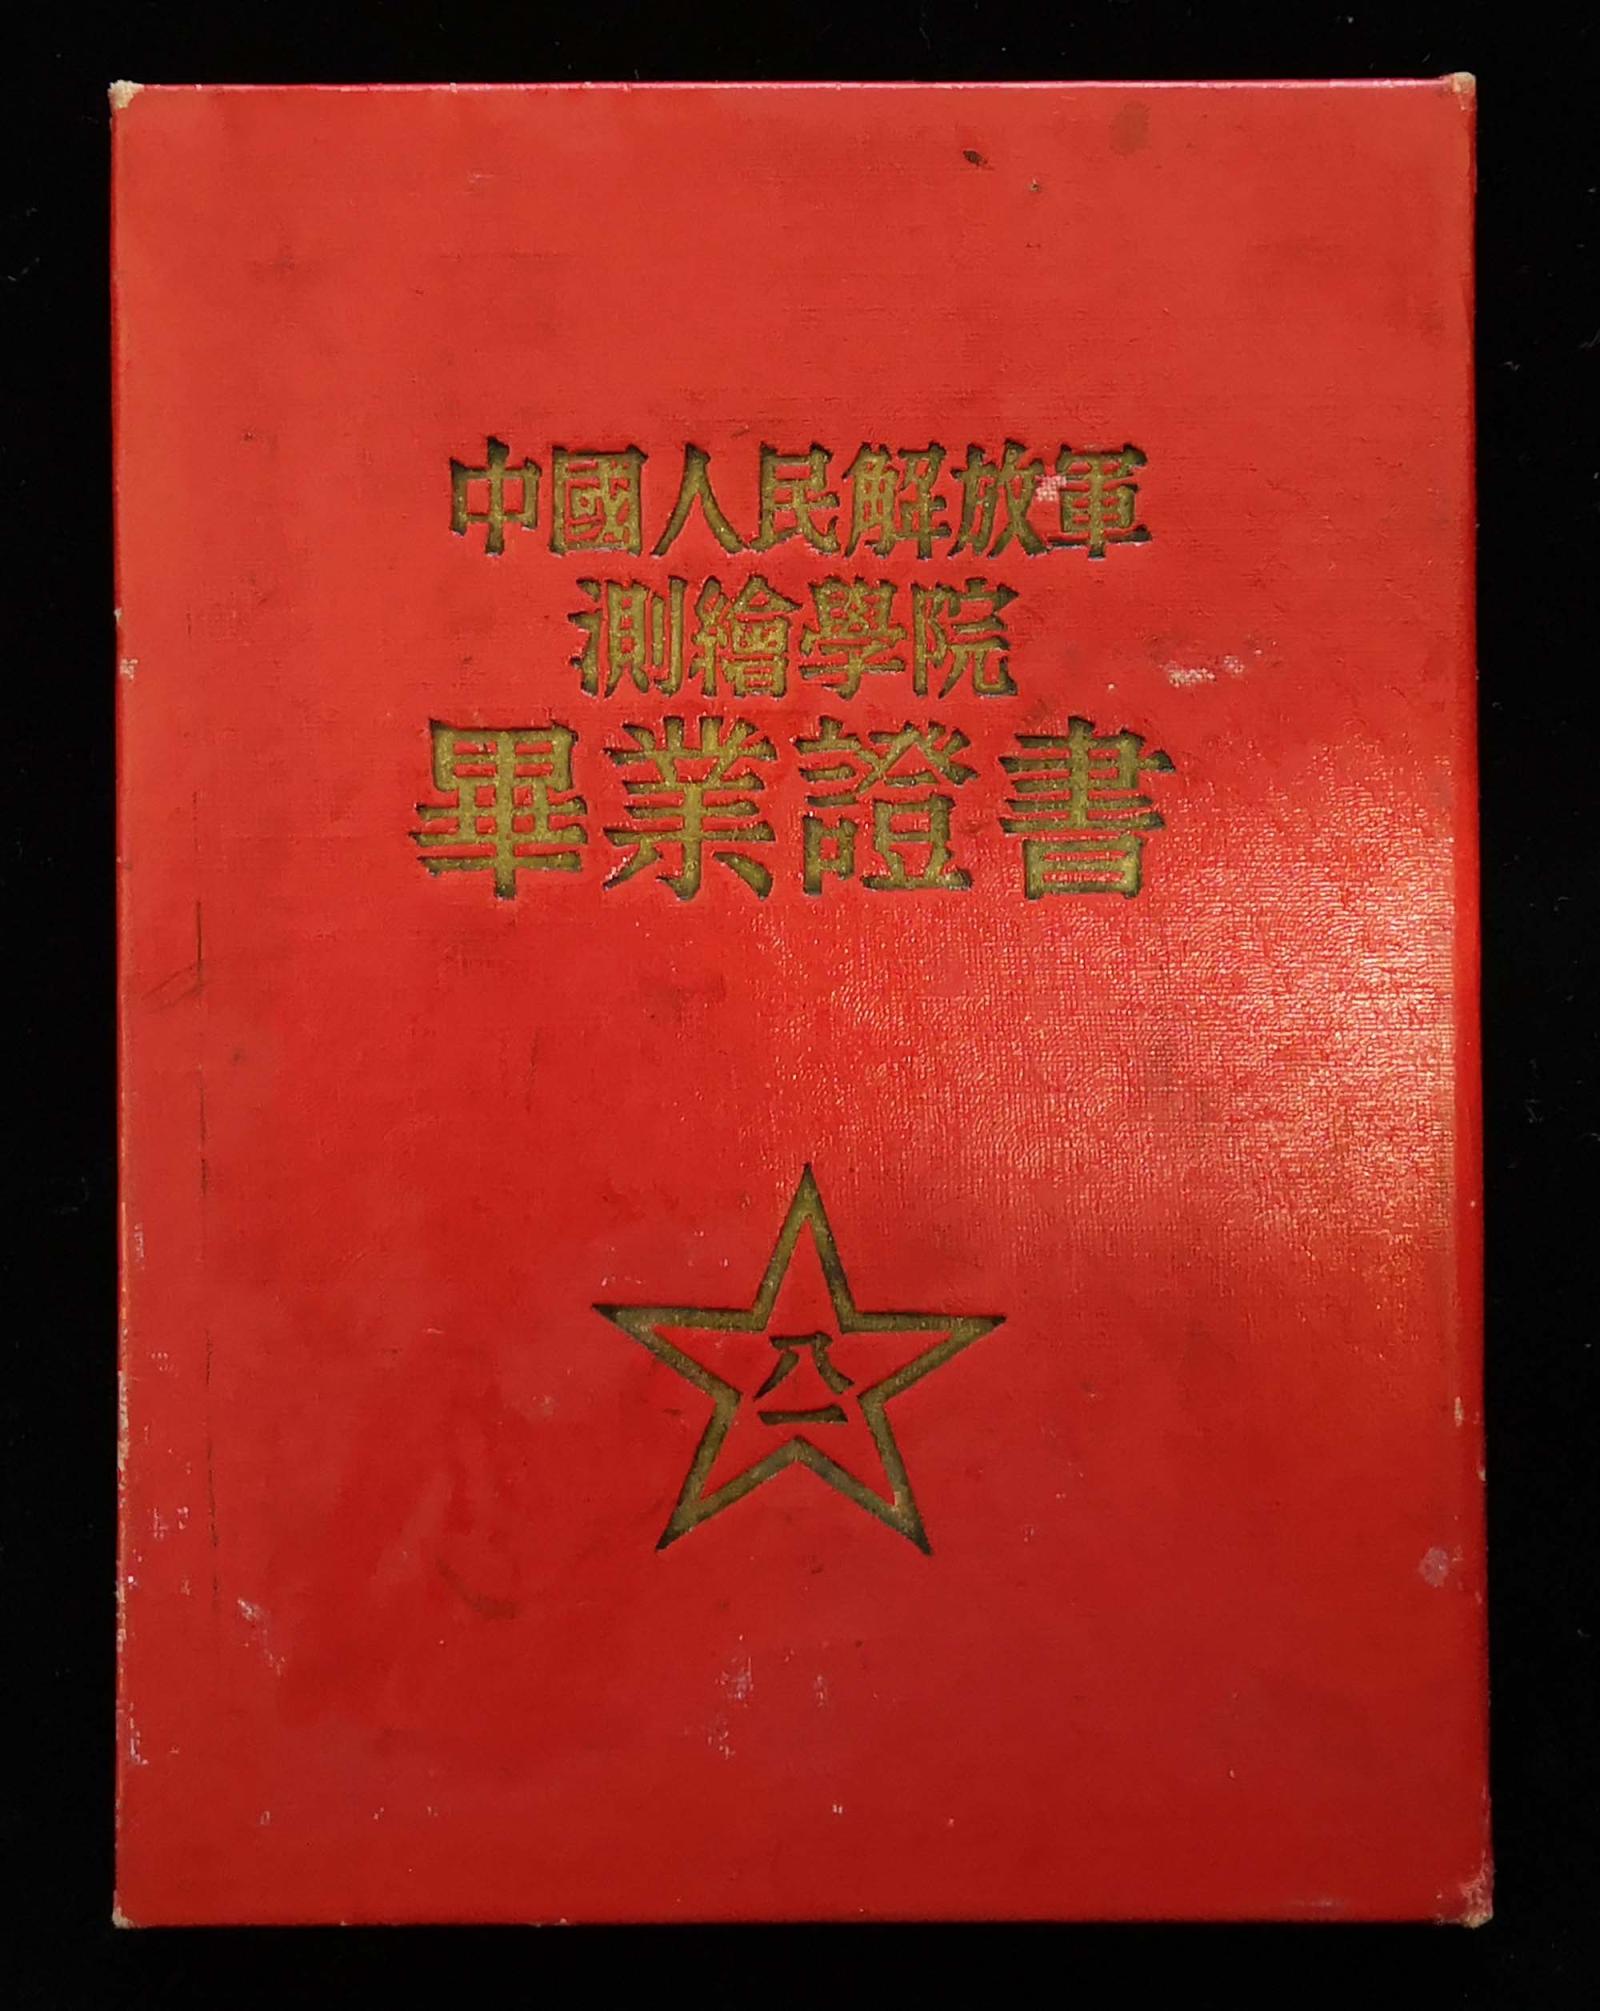 中國人民解放軍
測繪學院
畢業證書
八一